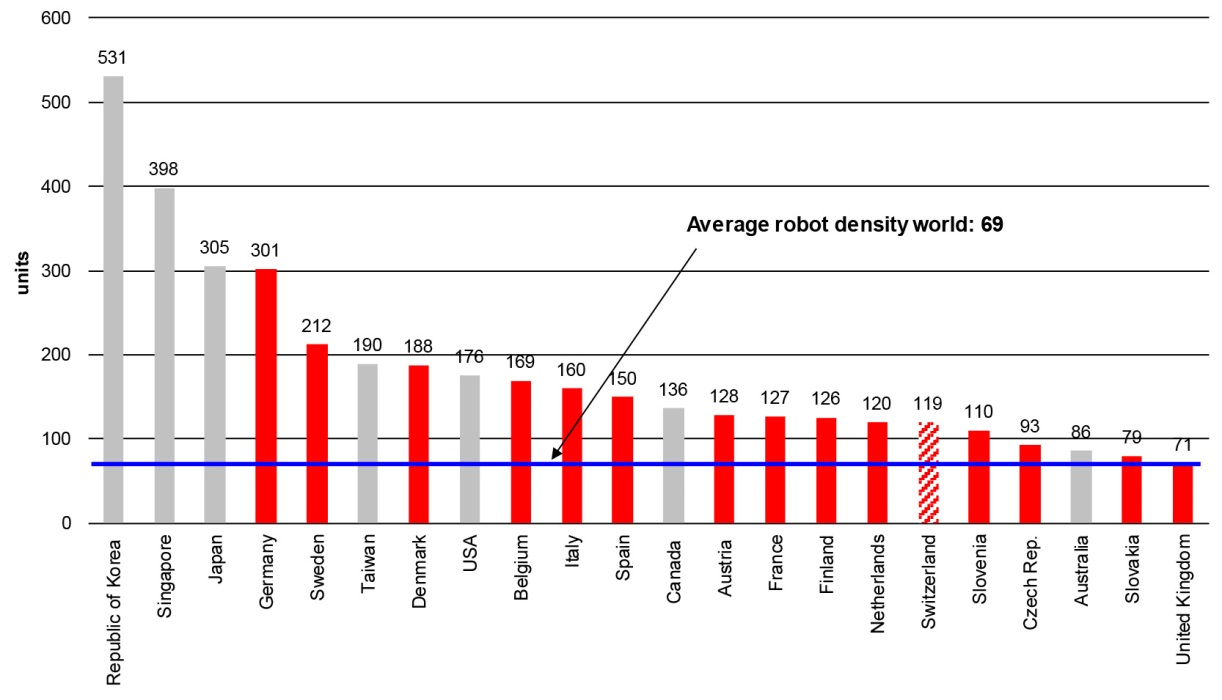 600
500
400
300
200
100
0
units
531
398
305
301
212
190
188
176
169
160
150
136
128
127
126
120
119
110
93
86
79
71
Average robot density world: 69
Republic of Korea
Singapore
Japan
Germany
Sweden
Taiwan
Denmark
USA
Belgium
Italy
Spain
Canada
Austria
France
Finland
Netherlands
Switzerland
Slovenia
Czech Rep.
Australia
Slovakia
United Kingdom